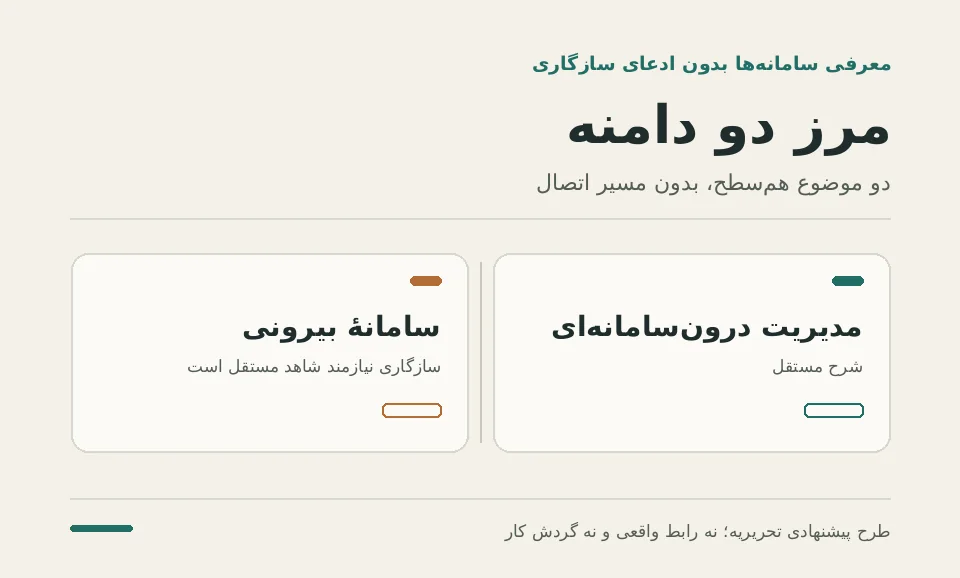 معرفی سامانه‌ها بدون ادعای سازگاری
مرز دو دامنه
دو موضوع هم‌سطح، بدون مسیر اتصال
مدیریت درون‌سامانه‌ای
شرح مستقل
سامانهٔ بیرونی
سازگاری نیازمند شاهد مستقل است
طرح پیشنهادی تحریریه؛ نه رابط واقعی و نه گردش کار